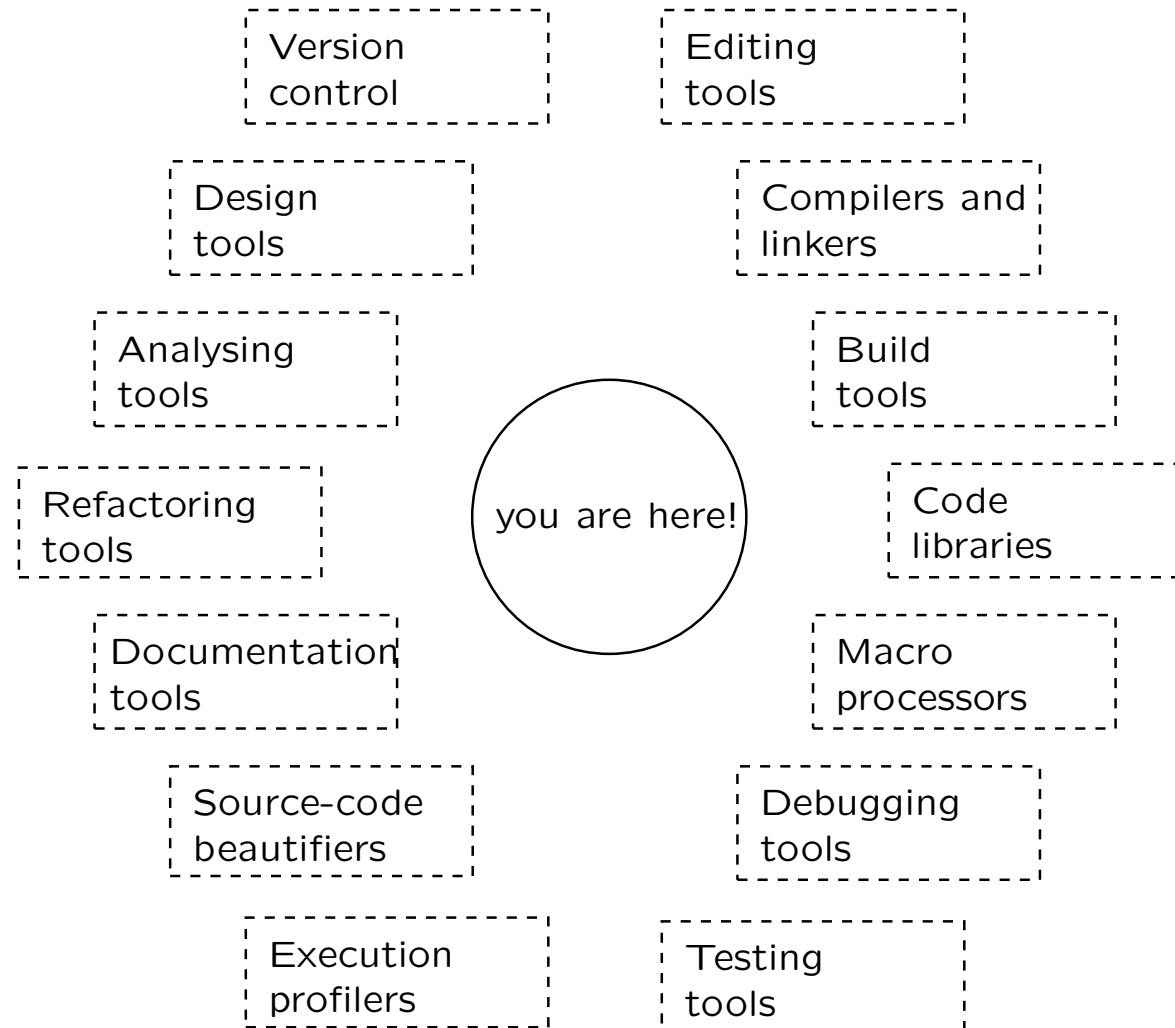 Version
control
Editing
tools
Design
tools
Compilers and
linkers
Analysing
tools
Build
tools
Refactoring
tools
you are here!
Code
libraries
Documentation
tools
Macro
processors
Source-code
beautifiers
Debugging
tools
Execution
profilers
Testing
tools